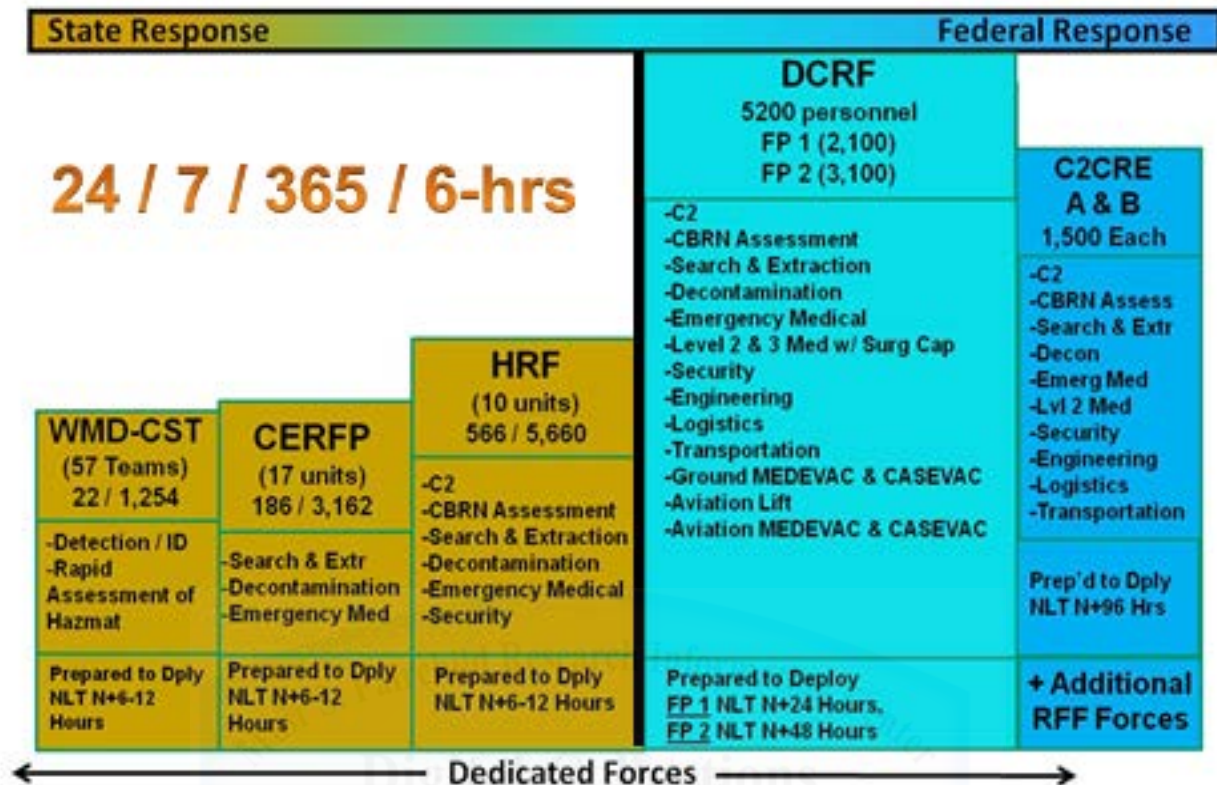 State Response
Federal Response
24 / 7 / 365 / 6-hrs
WMD-CST
(57 Teams)
22 / 1,254
-Detection / ID
-Rapid
Assessment of
Hazmat
Prepared to Dply
NLT N+6-12
Hours
CERFP
(17 units)
186 / 3,162
-Search & Extr
-Decontamination
-Emergency Med
Prepared to Dply
NLT N+6-12
Hours
HRF
(10 units)
566 / 5,660
-C2
-CBRN Assessment
-Search & Extraction
-Decontamination
-Emergency Medical
-Security
Prepared to Dply
NLT N+6-12 Hours
DCRF
5200 personnel
FP 1 (2,100)
FP 2 (3,100)
-C2
-CBRN Assessment
-Search & Extraction
-Decontamination
-Emergency Medical
-Level 2 & 3 Med w/ Surg Cap
-Security
-Engineering
-Logistics
-Transportation
-Ground MEDEVAC & CASEVAC
-Aviation Lift
-Aviation MEDEVAC & CASEVAC
Prepared to Deploy
FP 1 NLT N+24 Hours,
FP 2 NLT N+48 Hours
C2CRE
A & B
1,500 Each
-C2
-CBRN Assess
-Search & Extr
-Decon
-Emerg Med
-Lvl 2 Med
-Security
-Engineering
-Logistics
-Transportation
Prep'd to Dply
NLT N+96 Hrs
+ Additional
RFF Forces
Dedicated Forces